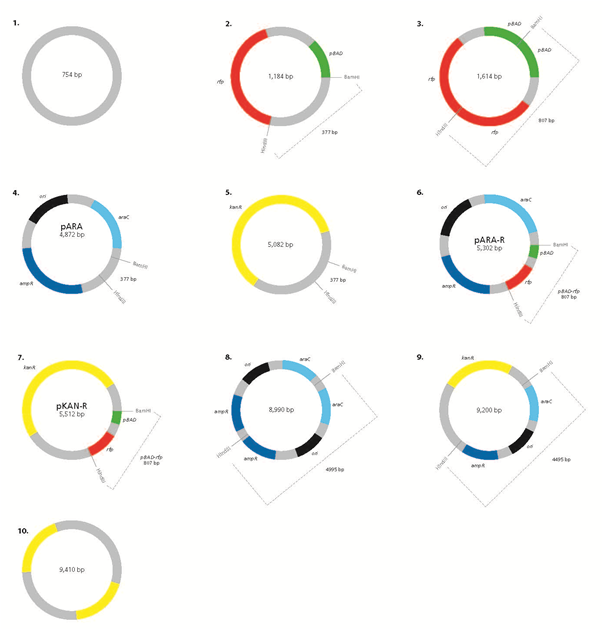 1.
754 bp
2.
pBAD
rfp
1,184 bp
BamHI
HindIII
377 bp
3.
BamHI
pBAD
pBAD
rfp
1,614 bp
HindIII
rfp
807 bp
4.
ori
araC
pARA
4,872 bp
BamHI
377 bp
ampR
HindIII
5.
kanR
5,082 bp
BamHI
377 bp
HindIII
6.
ori
araC
pARA-R
5,302 bp
BamHI
pBAD
ampR
rfp
pBAD-rfp
807 bp
HindIII
7.
kanR
pKAN-R
5,512 bp
BamHI
pBAD
rfp
pBAD-rfp
807 bp
HindIII
8.
ori
araC
BamHI
araC
ampR
8,990 bp
HindIII
ampR
ori
4995 bp
9.
kanR
BamHI
araC
9,200 bp
ori
HindIII
ampR
4495 bp
10.
9,410 bp